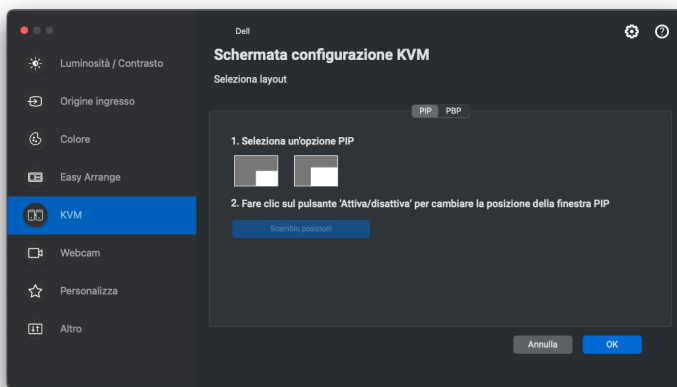 Dell
Schermata configurazione KVM
Seleziona layout
Luminosità / Contrasto
Origine ingresso
Colore
Easy Arrange
KVM
Webcam
Personalizza
Altro
PIP PBP
1. Seleziona un'opzione PIP
2. Fare clic sul pulsante ‘Attiva/disattiva’ per cambiare la posizione della finestra PIP
Scambio posizioni
Annulla OK